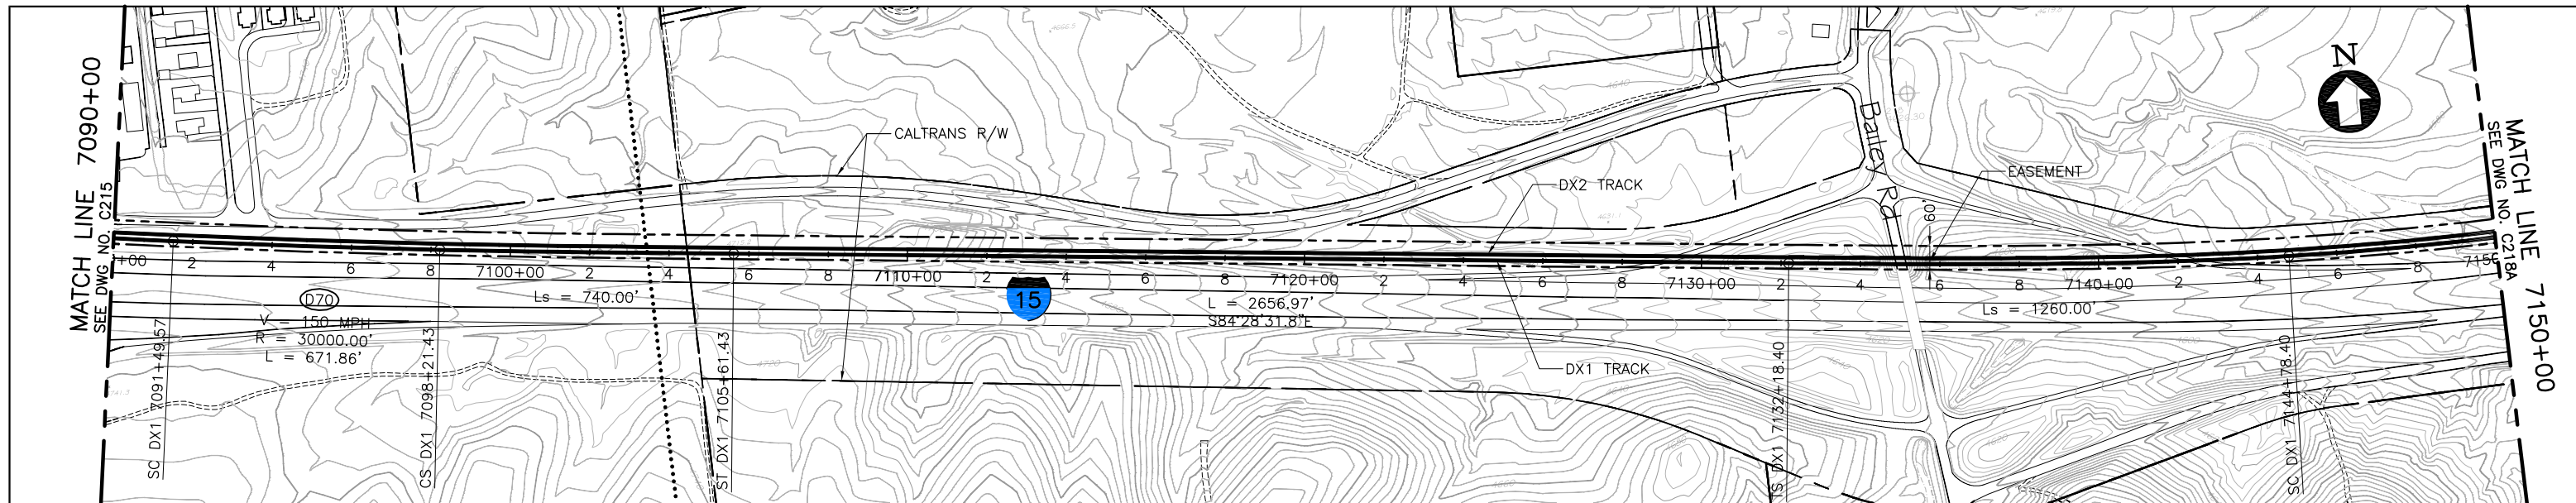 MATCH LINE 7090+00
SEE DWG NO. C215
CALTRANS R/W
DX2 TRACK
Bailey Rd
60'
EASEMENT
N
MATCH LINE 7150+00
SEE DWG NO. C218A
+00 2 4 6 8 7100+00 2 4 6 8 7110+00 2 4 6 8 7120+00 2 4 6 8 7130+00 2 4 6 8 7140+00 2 4 6 8
D70
V = 150 MPH
R = 30000.00'
L = 671.86'
Ls = 740.00'
15
L = 2656.97'
S84°28'31.8"E
Ls = 1260.00'
DX1 TRACK
SC DX1 7091+49.57
CS DX1 7098+21.43
ST DX1 7105+61.43
TS DX1 7132+18.40
SC DX1 7144+78.40